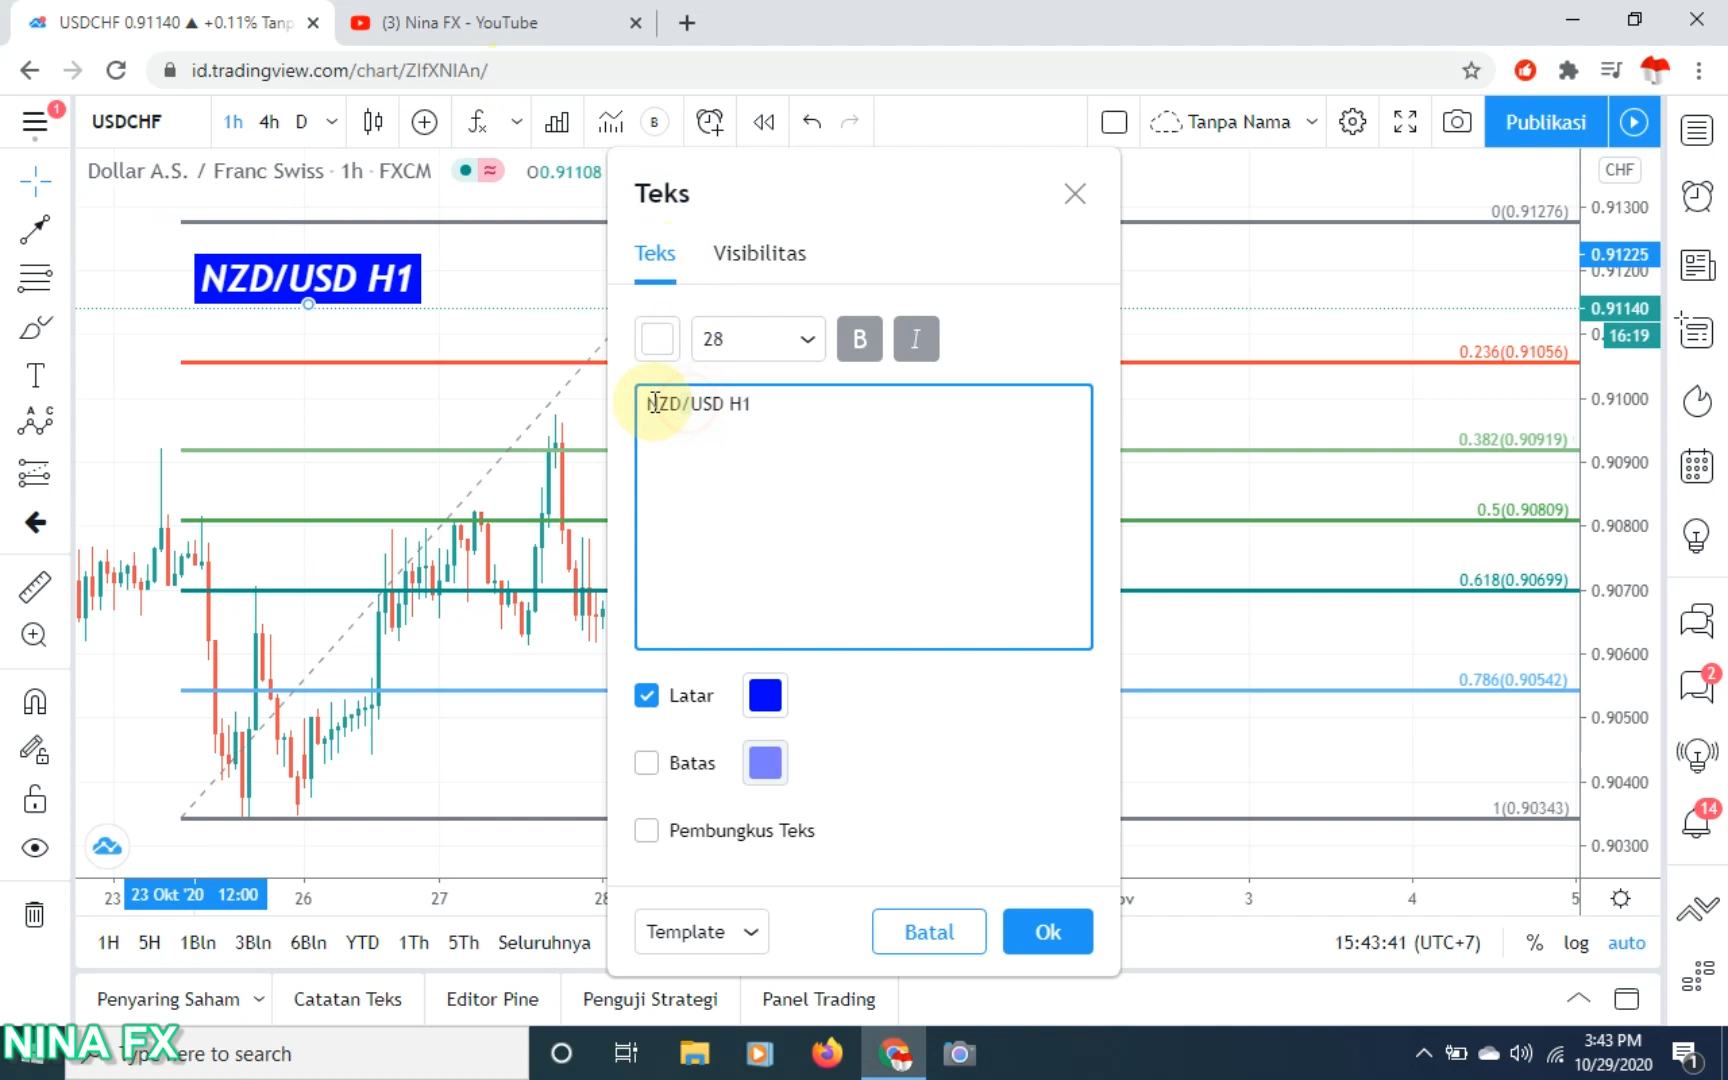 USDCHF 0.91140 ▲ +0.11% Tanp
(3) Nina FX - YouTube
id.tradingview.com/chart/ZIfXNIAn/
1
USDCHF
1h 4h D
B
Tanpa Nama
Publikasi
Dollar A.S. / Franc Swiss · 1h · FXCM
O0.91108
CHF
NZD/USD H1
Teks
Teks Visibilitas
28
B I
NZD/USD H1
Latar
Batas
Pembungkus Teks
Template
Batal
Ok
0(0.91276)
0.236(0.91056)
0.382(0.90919)
0.5(0.90809)
0.618(0.90699)
0.786(0.90542)
1(0.90343)
0.91300
0.91225
0.91200
0.91140
16:19
0.91000
0.90900
0.90800
0.90700
0.90600
0.90500
0.90400
0.90300
2
14
23 23 Okt '20 12:00 26 27 28 ov 3 4 5
1H 5H 1Bln 3Bln 6Bln YTD 1Th 5Th Seluruhnya
15:43:41 (UTC+7) % log auto
Penyaring Saham Catatan Teks Editor Pine Penguji Strategi Panel Trading
NINA FX
Type here to search
3:43 PM
10/29/2020
1